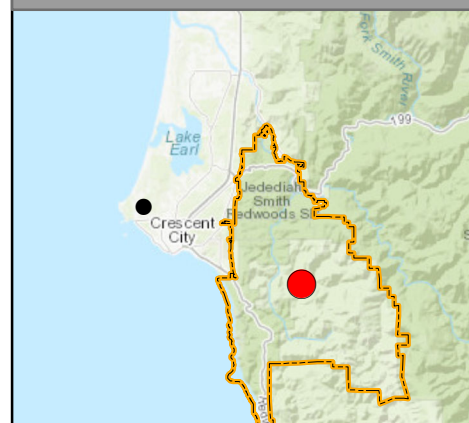 Fork Smith River
199
Lake
Earl
Jedediah
Smith
Redwoods S
Crescent
City